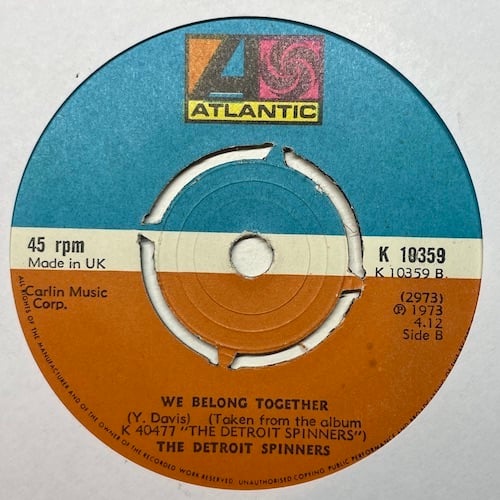 ATLANTIC
45 rpm
Made in UK
K 10359
K 10359 B.
Carlin Music
Corp.
(2973)
℗ 1973
4.12
Side B
WE BELONG TOGETHER
(Y. Davis) (Taken from the album
K 40477 "THE DETROIT SPINNERS")
THE DETROIT SPINNERS
ALL RIGHTS OF THE MANUFACTURER AND OF THE OWNER OF THE RECORDED WORK RESERVED. UNAUTHORISED COPYING, PUBLIC PERFORMANCE